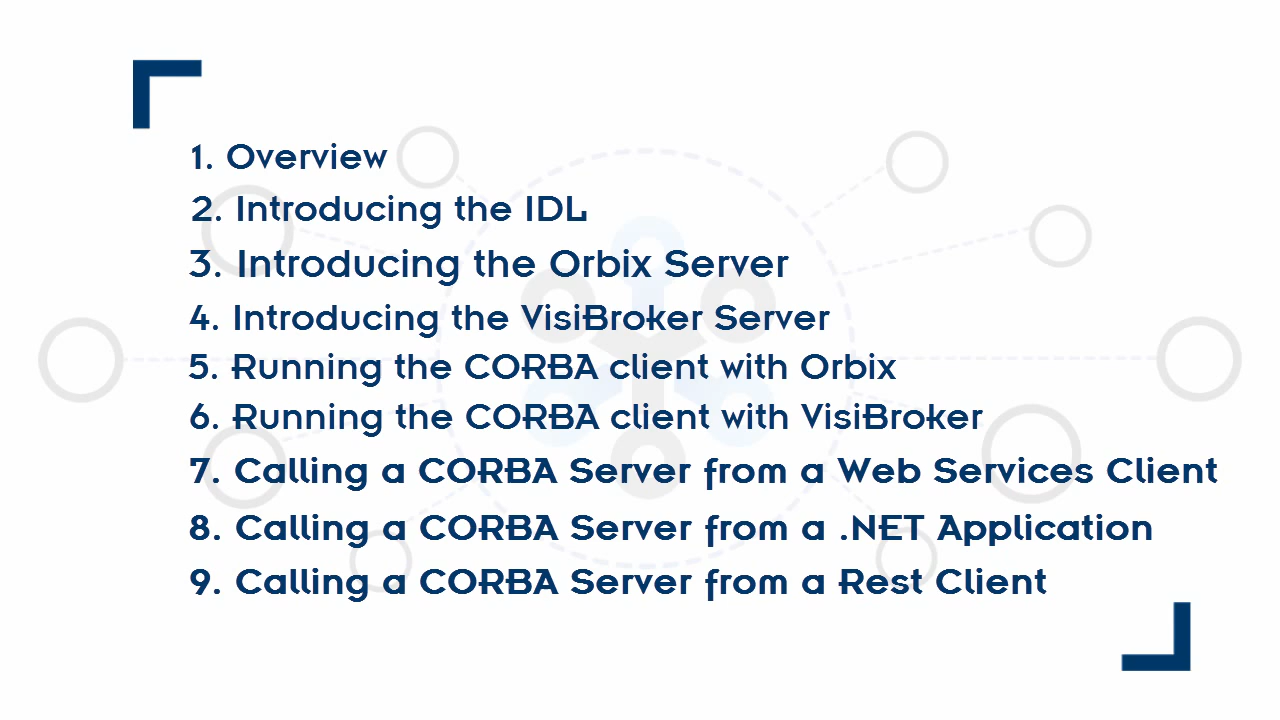 1. Overview
2. Introducing the IDL
3. Introducing the Orbix Server
4. Introducing the VisiBroker Server
5. Running the CORBA client with Orbix
6. Running the CORBA client with VisiBroker
7. Calling a CORBA Server from a Web Services Client
8. Calling a CORBA Server from a .NET Application
9. Calling a CORBA Server from a Rest Client